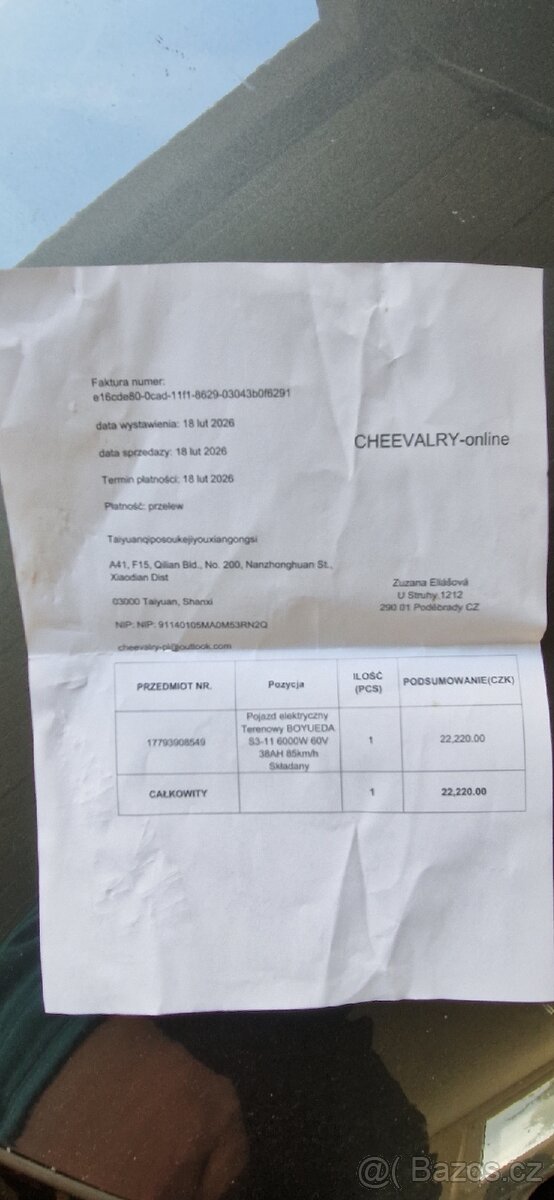 Faktura numer:
e16cde80-0cad-11f1-8629-03043b0f6291
data wystawienia: 18 lut 2026
data sprzedazy: 18 lut 2026
Termin płatności: 18 lut 2026
Płatność: przelew
CHEEVALRY-online
Taiyuanqiposoukejiyouxiangongsi
A41, F15, Qilian Bld., No. 200, Nanzhonghuan St.,
Xiaodian Dist
03000 Taiyuan, Shanxi
NIP: NIP: 91140105MA0M53RN2Q
cheevalry-pl@outlook.com
Zuzana Eliášová
U Struhy 1212
290 01 Poděbrady CZ
PRZEDMIOT NR.
Pozycja
ILOŚĆ
(PCS)
PODSUMOWANIE(CZK)
17793908549
Pojazd elektryczny
Terenowy BOYUEDA
S3-11 6000W 60V
38AH 85km/h
Składany
1
22,220.00
CAŁKOWITY
1
22,220.00
@( Bazos.cz